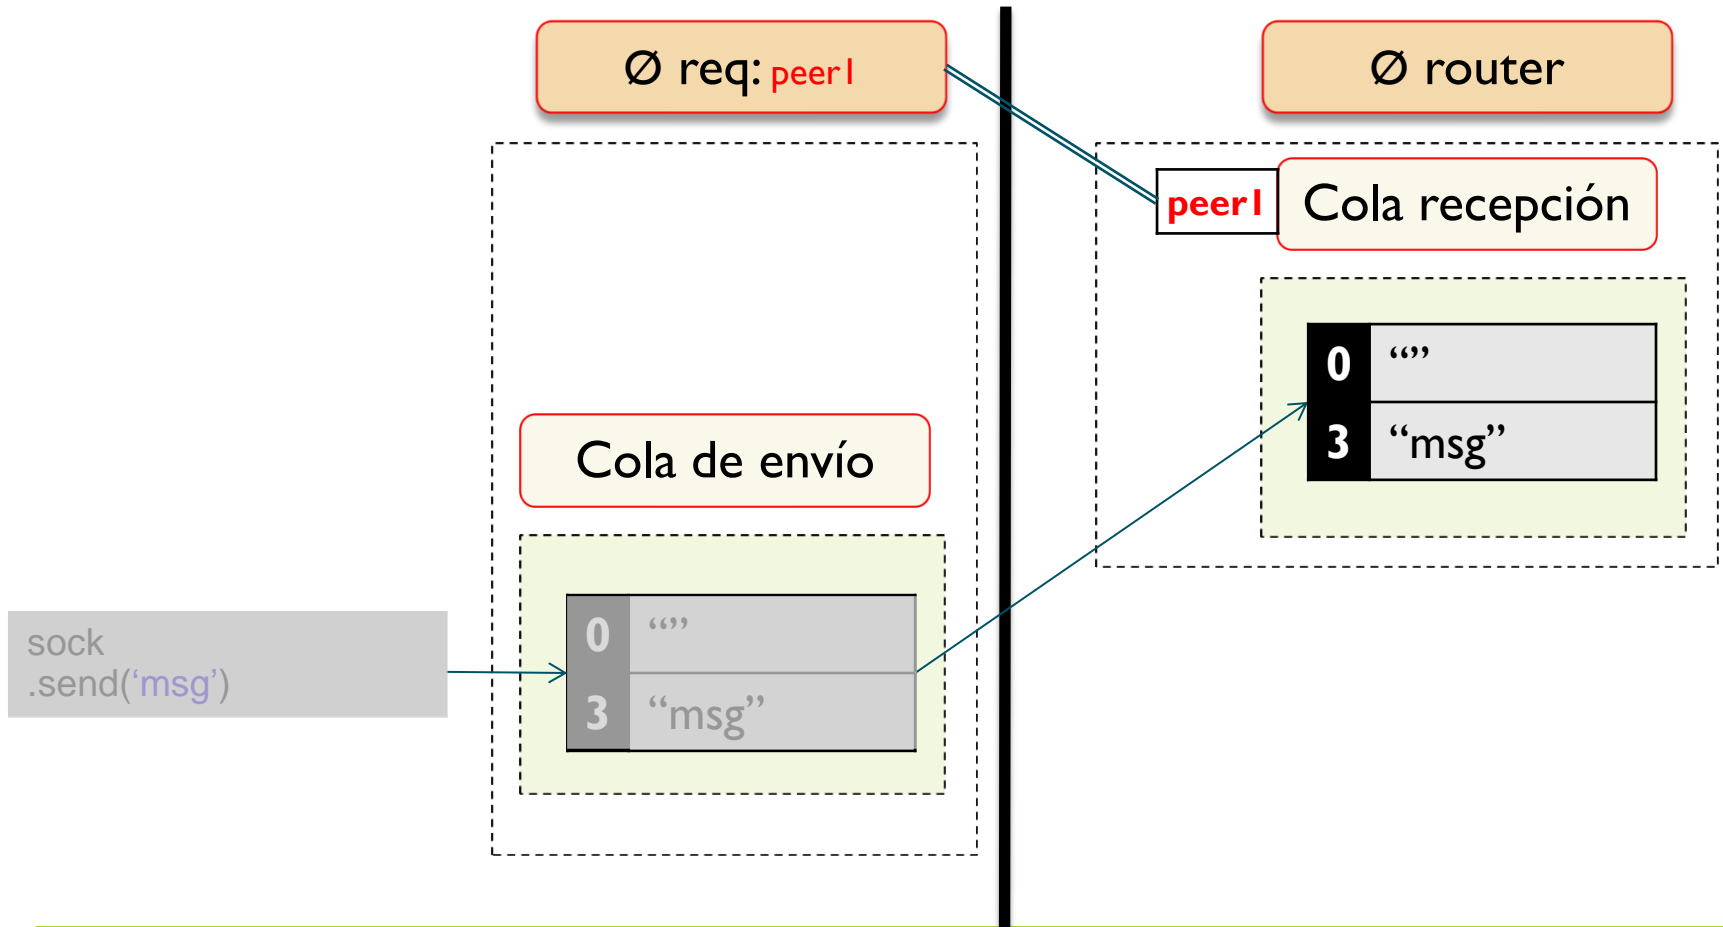 Ø req: peer1
Ø router
peer1
Cola recepción
0 “”
3 “msg”
Cola de envío
0 “”
3 “msg”
sock
.send(‘msg’)